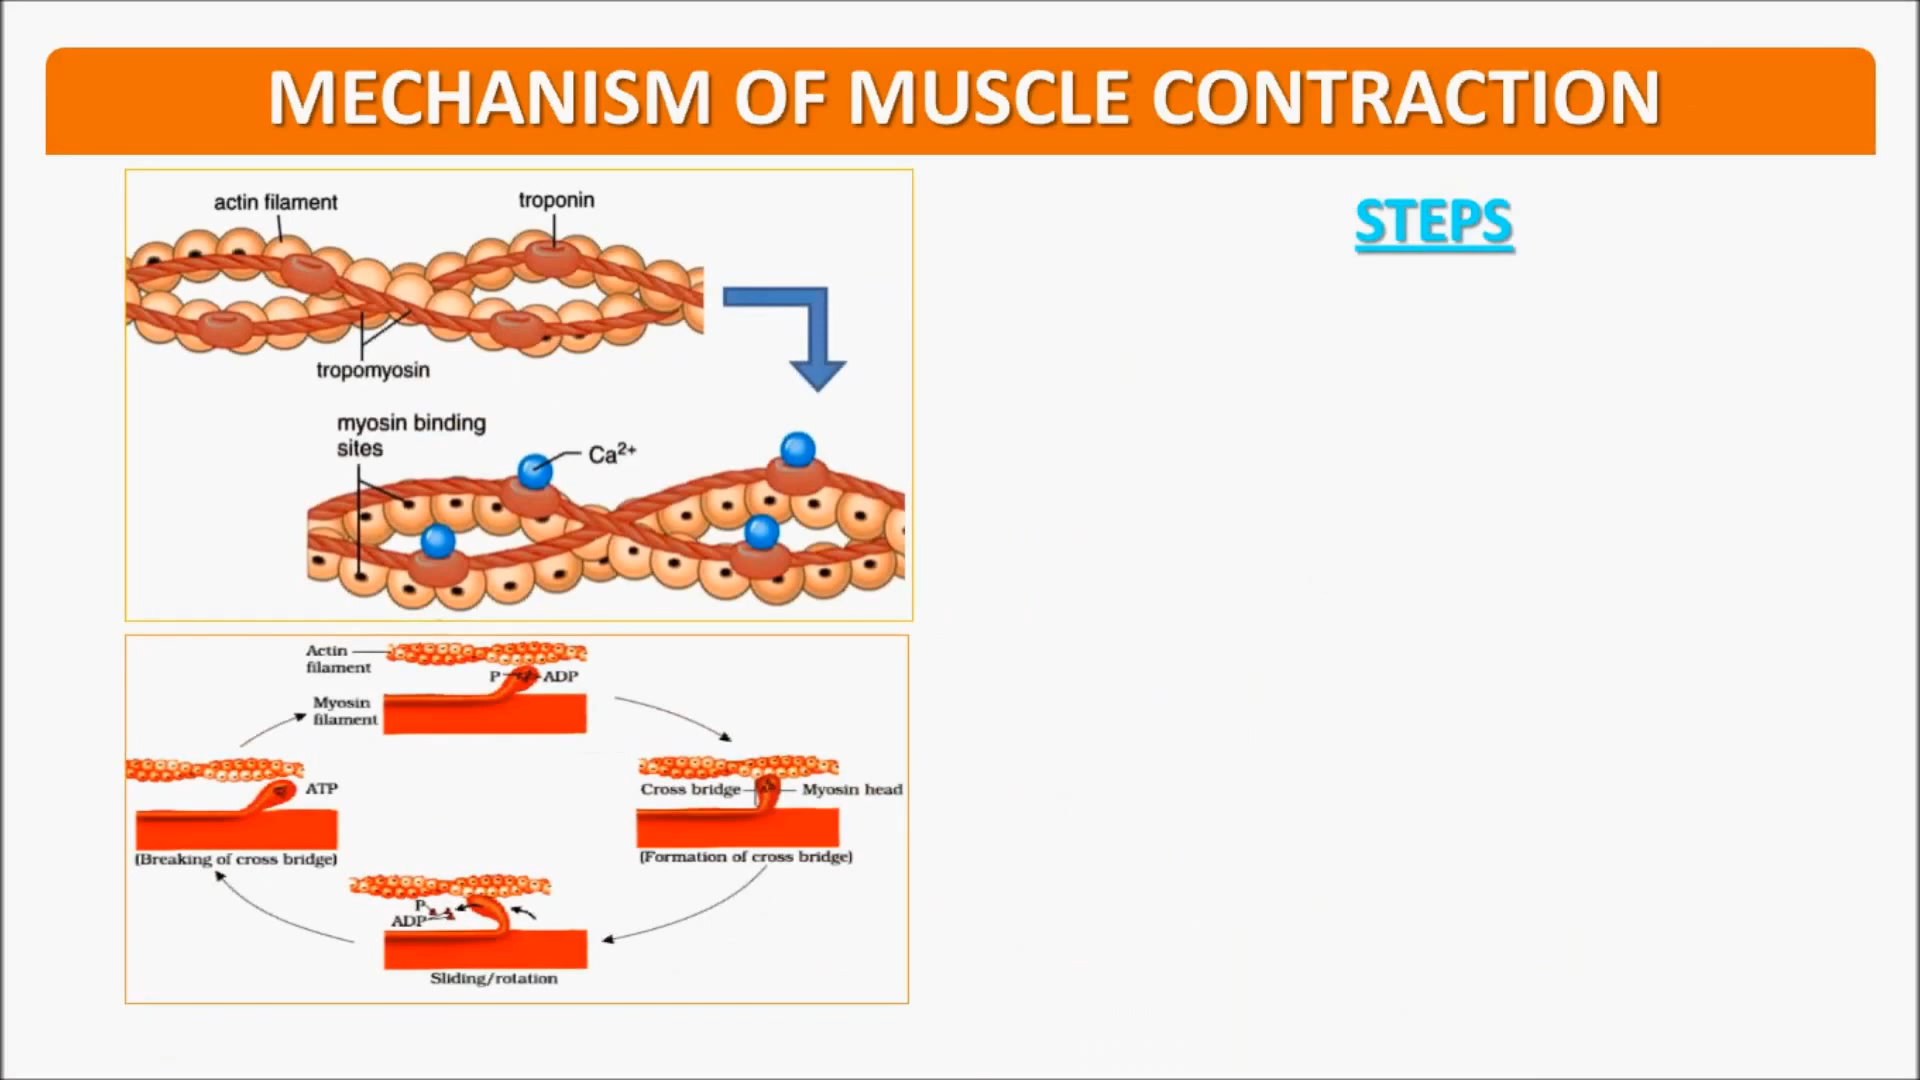 MECHANISM OF MUSCLE CONTRACTION
actin filament
troponin
tropomyosin
myosin binding
sites
Ca²⁺
STEPS
Actin
filament
P
ADP
Myosin
filament
ATP
(Breaking of cross bridge)
Cross bridge
Myosin head
(Formation of cross bridge)
P
ADP
Sliding/rotation